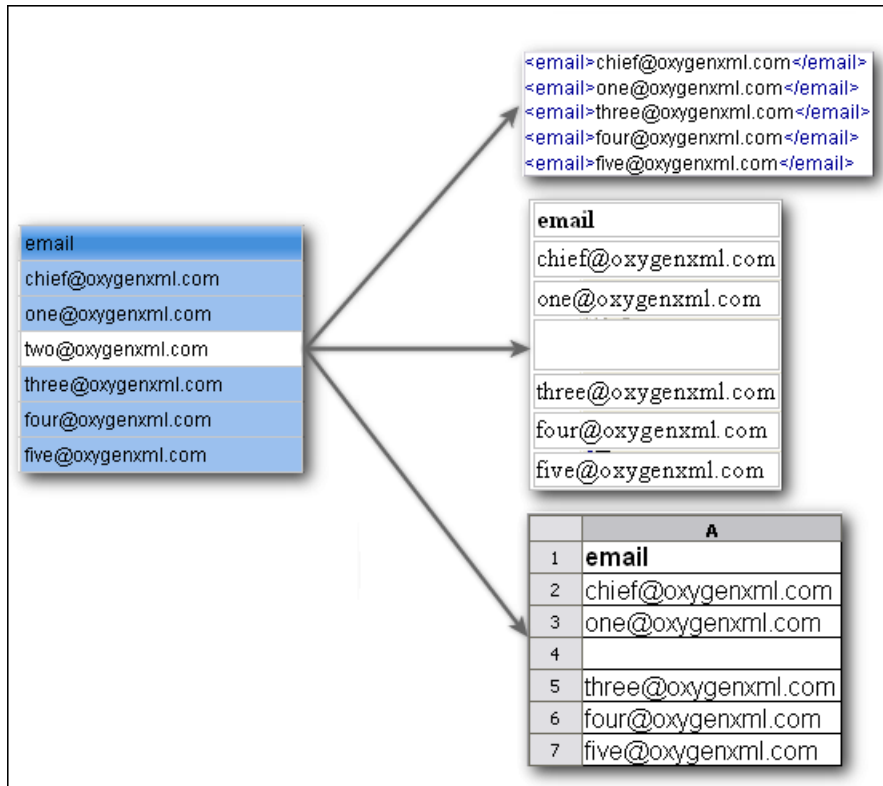 email
chief@oxygenxml.com
one@oxygenxml.com
two@oxygenxml.com
three@oxygenxml.com
four@oxygenxml.com
five@oxygenxml.com
<email>chief@oxygenxml.com</email>
<email>one@oxygenxml.com</email>
<email>three@oxygenxml.com</email>
<email>four@oxygenxml.com</email>
<email>five@oxygenxml.com</email>
email
chief@oxygenxml.com
one@oxygenxml.com
three@oxygenxml.com
four@oxygenxml.com
five@oxygenxml.com
A
1 email
2 chief@oxygenxml.com
3 one@oxygenxml.com
4
5 three@oxygenxml.com
6 four@oxygenxml.com
7 five@oxygenxml.com